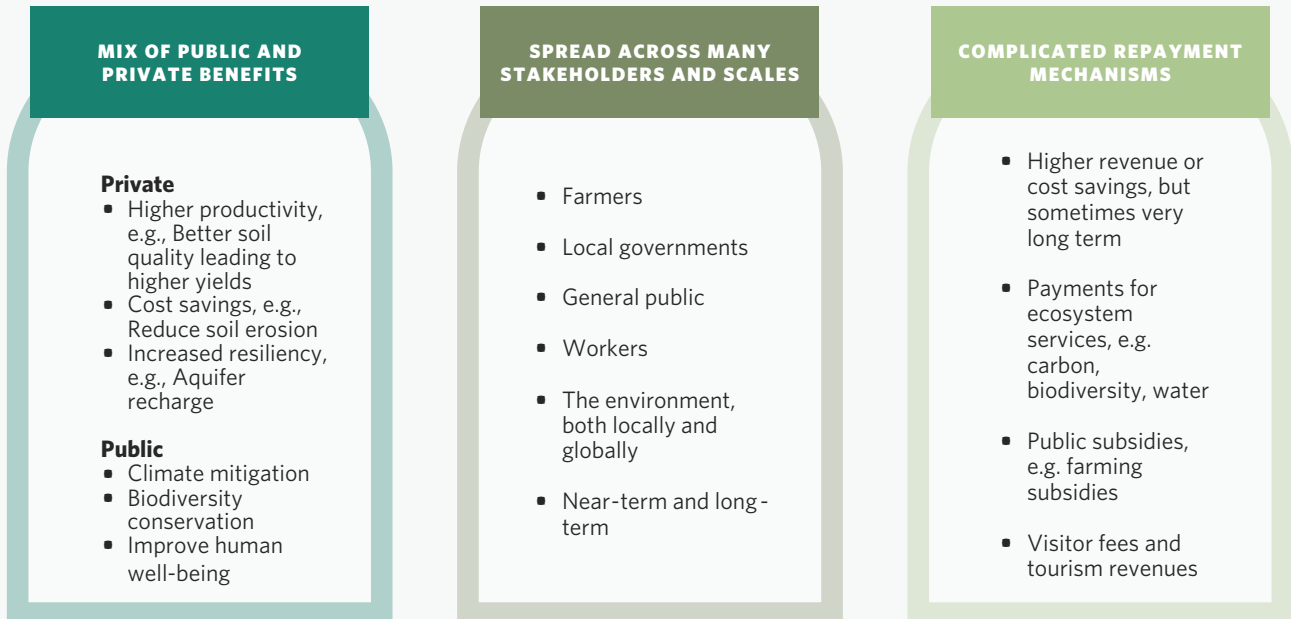 MIX OF PUBLIC AND
PRIVATE BENEFITS
Private
▪ Higher productivity,
e.g., Better soil
quality leading to
higher yields
▪ Cost savings, e.g.,
Reduce soil erosion
▪ Increased resiliency,
e.g., Aquifer
recharge
Public
▪ Climate mitigation
▪ Biodiversity
conservation
▪ Improve human
well-being
SPREAD ACROSS MANY
STAKEHOLDERS AND SCALES
▪ Farmers
▪ Local governments
▪ General public
▪ Workers
▪ The environment,
both locally and
globally
▪ Near-term and long-
term
COMPLICATED REPAYMENT
MECHANISMS
▪ Higher revenue or
cost savings, but
sometimes very
long term
▪ Payments for
ecosystem
services, e.g.
carbon,
biodiversity, water
▪ Public subsidies,
e.g. farming
subsidies
▪ Visitor fees and
tourism revenues